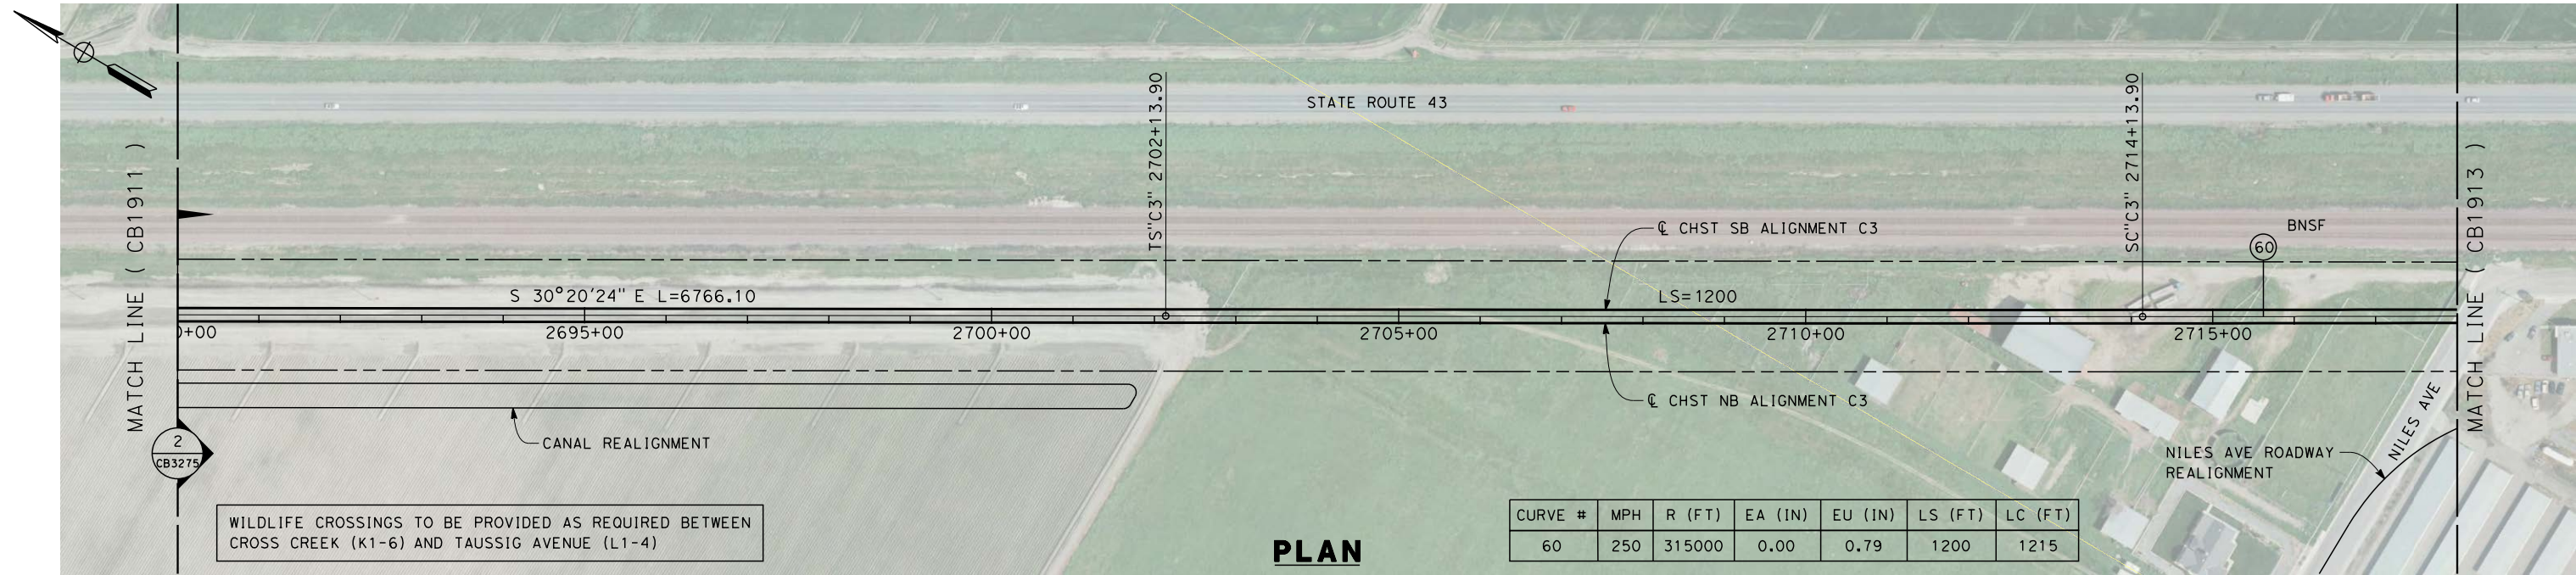 STATE ROUTE 43
MATCH LINE ( CB1911 )
TS"C3" 2702+13.90
SC"C3" 2714+13.90
MATCH LINE ( CB1913 )
BNSF
60
℄ CHST SB ALIGNMENT C3
S 30°20'24" E L=6766.10
LS=1200
0+00
2695+00
2700+00
2705+00
2710+00
2715+00
℄ CHST NB ALIGNMENT C3
CANAL REALIGNMENT
2
CB3275
NILES AVE
NILES AVE ROADWAY
REALIGNMENT
WILDLIFE CROSSINGS TO BE PROVIDED AS REQUIRED BETWEEN
CROSS CREEK (K1-6) AND TAUSSIG AVENUE (L1-4)
PLAN
CURVE # MPH R (FT) EA (IN) EU (IN) LS (FT) LC (FT)
60 250 315000 0.00 0.79 1200 1215